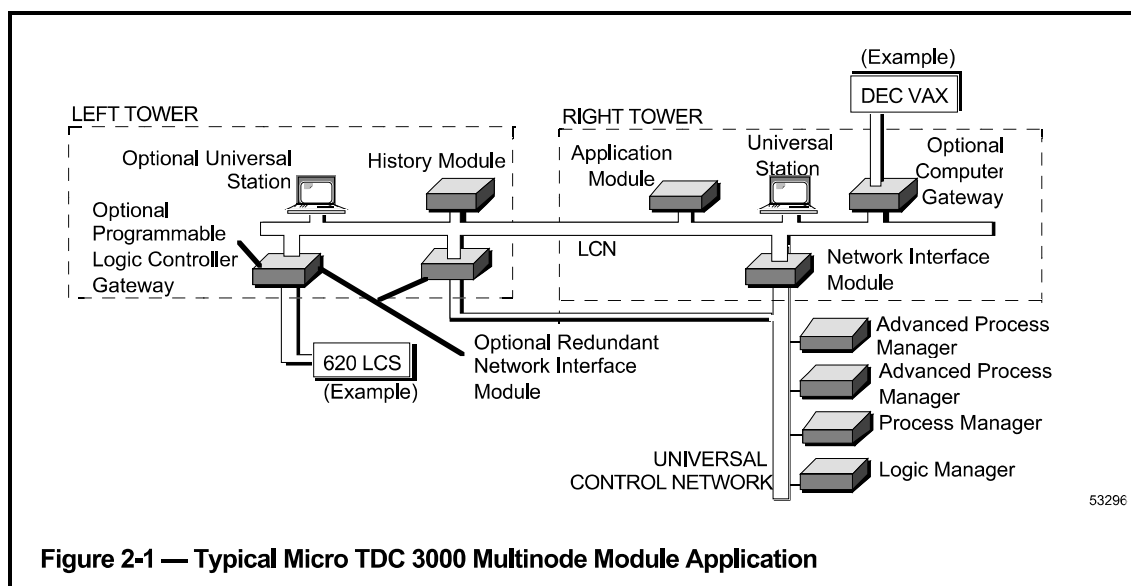 (Example)
DEC VAX
LEFT TOWER
RIGHT TOWER
Optional Universal
Station
History Module
Application
Module
Universal
Station
Optional
Computer
Gateway
Optional
Programmable
Logic Controller
Gateway
LCN
Network Interface
Module
620 LCS
(Example)
Optional Redundant
Network Interface
Module
Advanced Process
Manager
Advanced Process
Manager
Process Manager
Logic Manager
UNIVERSAL
CONTROL NETWORK
53296
Figure 2-1 — Typical Micro TDC 3000 Multinode Module Application